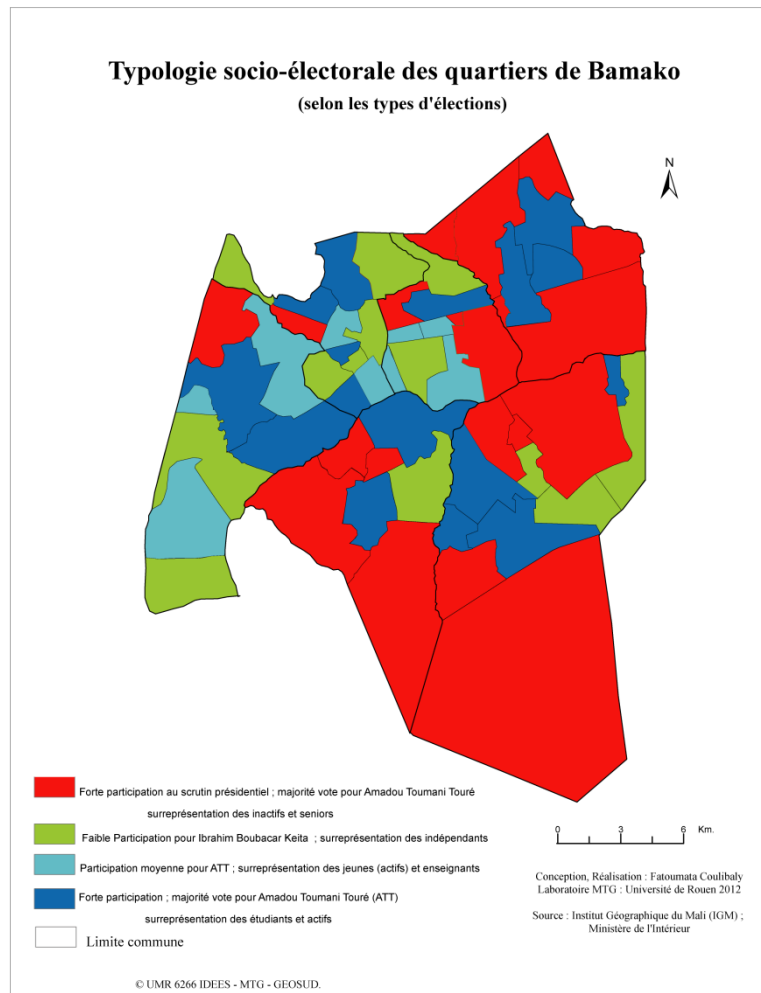 Typologie socio-électorale des quartiers de Bamako
(selon les types d'élections)
N
Forte participation au scrutin présidentiel ; majorité vote pour Amadou Toumani Touré
surreprésentation des inactifs et seniors
Faible Participation pour Ibrahim Boubacar Keita ; surreprésentation des indépendants
Participation moyenne pour ATT ; surreprésentation des jeunes (actifs) et enseignants
Forte participation ; majorité vote pour Amadou Toumani Touré (ATT)
surreprésentation des étudiants et actifs
Limite commune
0 3 6 Km.
Conception, Réalisation : Fatoumata Coulibaly
Laboratoire MTG : Université de Rouen 2012
Source : Institut Géographique du Mali (IGM) ;
Ministère de l'Intérieur
© UMR 6266 IDEES - MTG - GEOSUD.